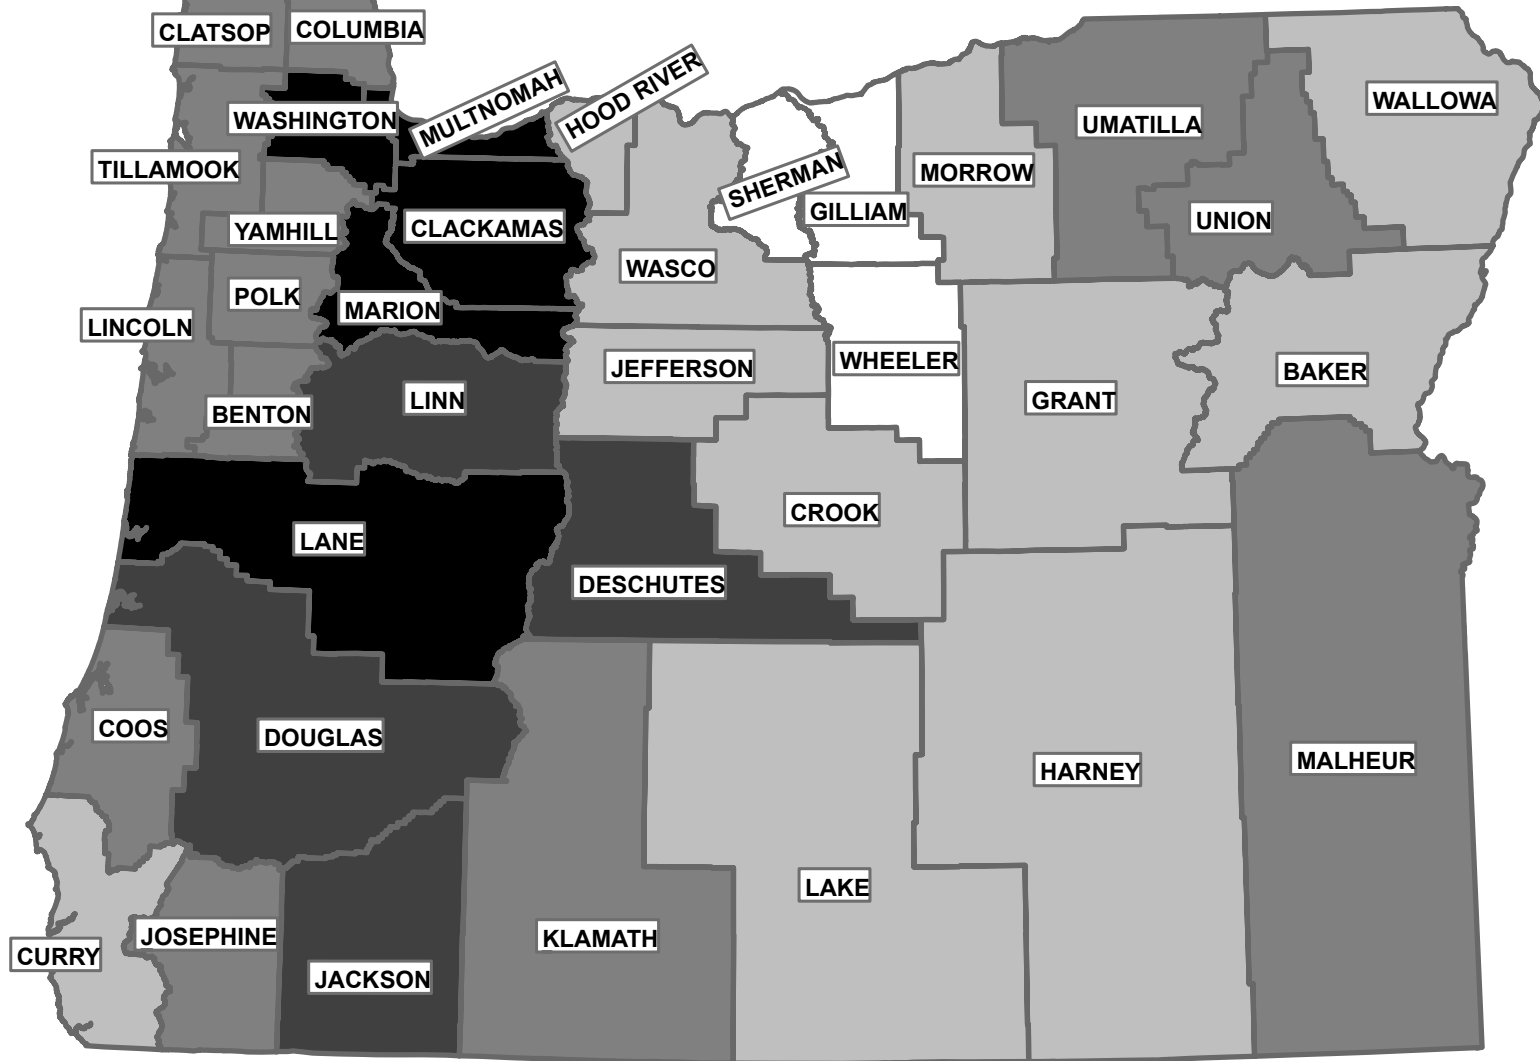 CLATSOP
COLUMBIA
WASHINGTON
MULTNOMAH
HOOD RIVER
UMATILLA
WALLOWA
TILLAMOOK
MORROW
SHERMAN
GILLIAM
UNION
YAMHILL
CLACKAMAS
WASCO
POLK
MARION
LINCOLN
JEFFERSON
WHEELER
BAKER
BENTON
LINN
GRANT
CROOK
LANE
DESCHUTES
COOS
DOUGLAS
HARNEY
MALHEUR
LAKE
CURRY
JOSEPHINE
KLAMATH
JACKSON